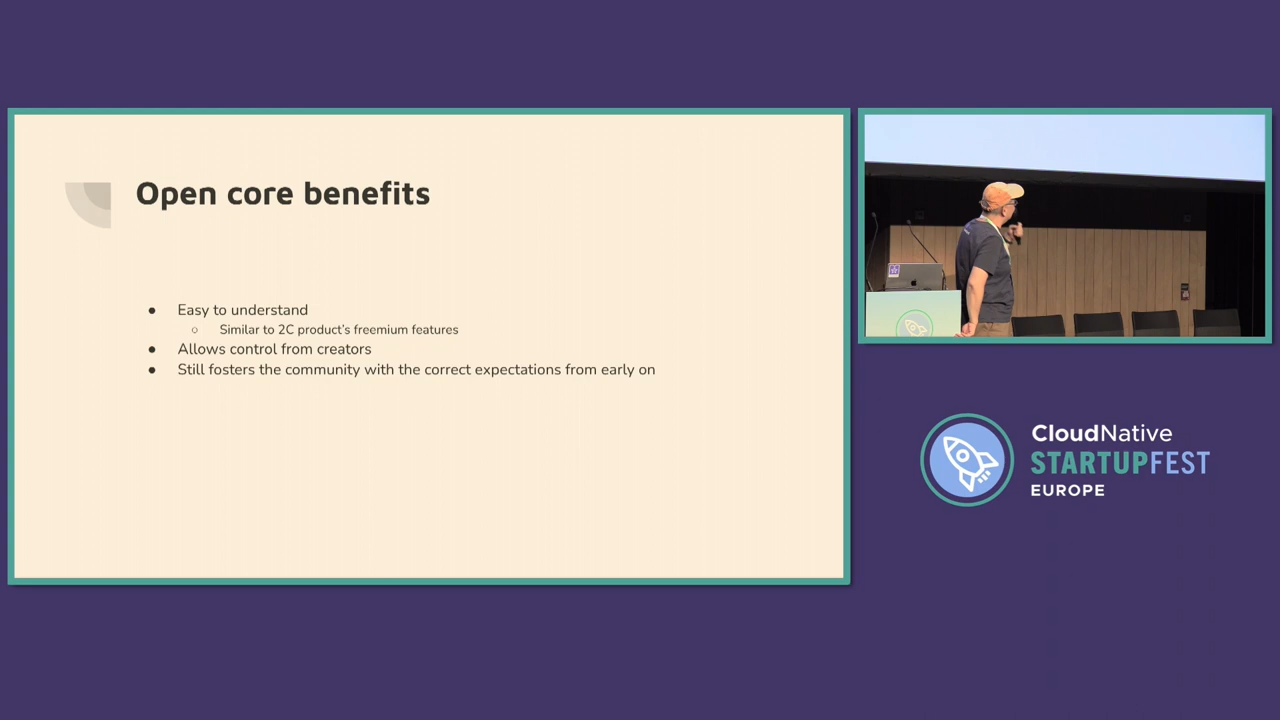 Open core benefits
● Easy to understand
○ Similar to 2C product's freemium features
● Allows control from creators
● Still fosters the community with the correct expectations from early on
CloudNative
STARTUPFEST
EUROPE